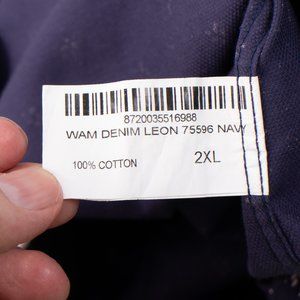 8720035516988
WAM DENIM LEON 75596 NAVY
100% COTTON
2XL